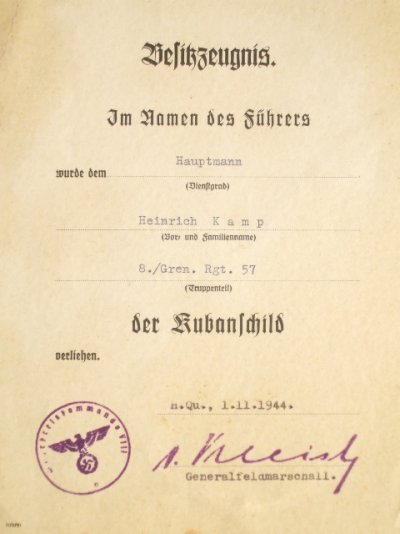 Besitzzeugnis.
Im Namen des Führers
wurde dem Hauptmann
(Dienstgrad)
Heinrich Kamp
(Vor- und Familienname)
8./Gren. Rgt. 57
(Truppenteil)
der Kubanschild
verliehen.
n.Qu., 1.11.1944.
v. Kleist
Generalfeldmarschall.